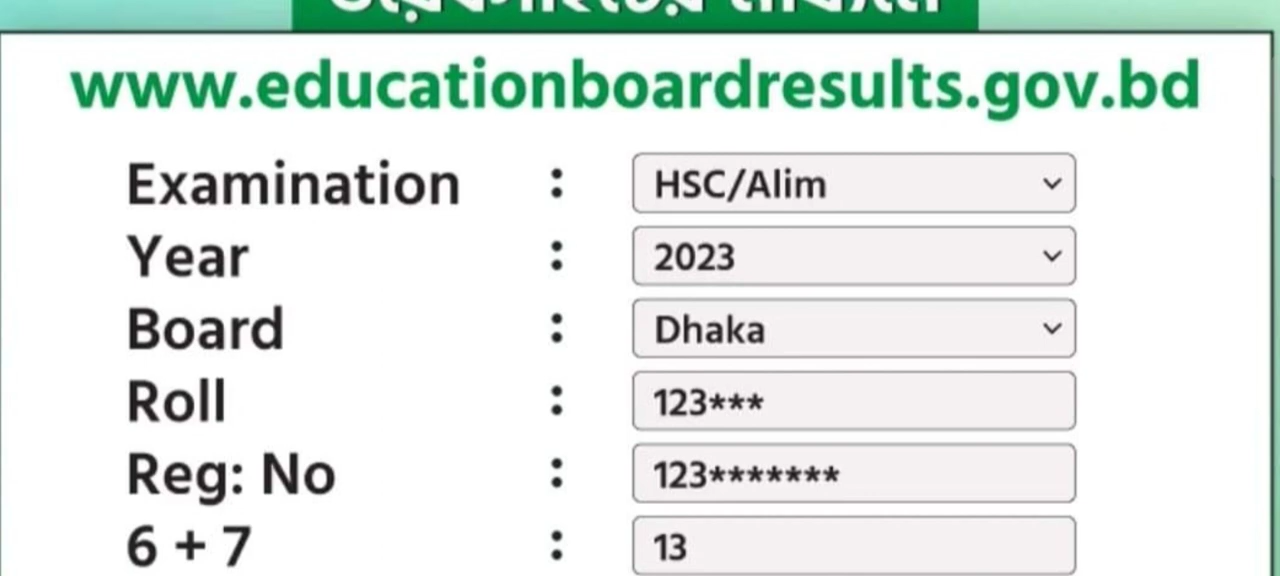 www.educationboardresults.gov.bd
Examination : HSC/Alim
Year : 2023
Board : Dhaka
Roll : 123***
Reg: No : 123*******
6 + 7 : 13